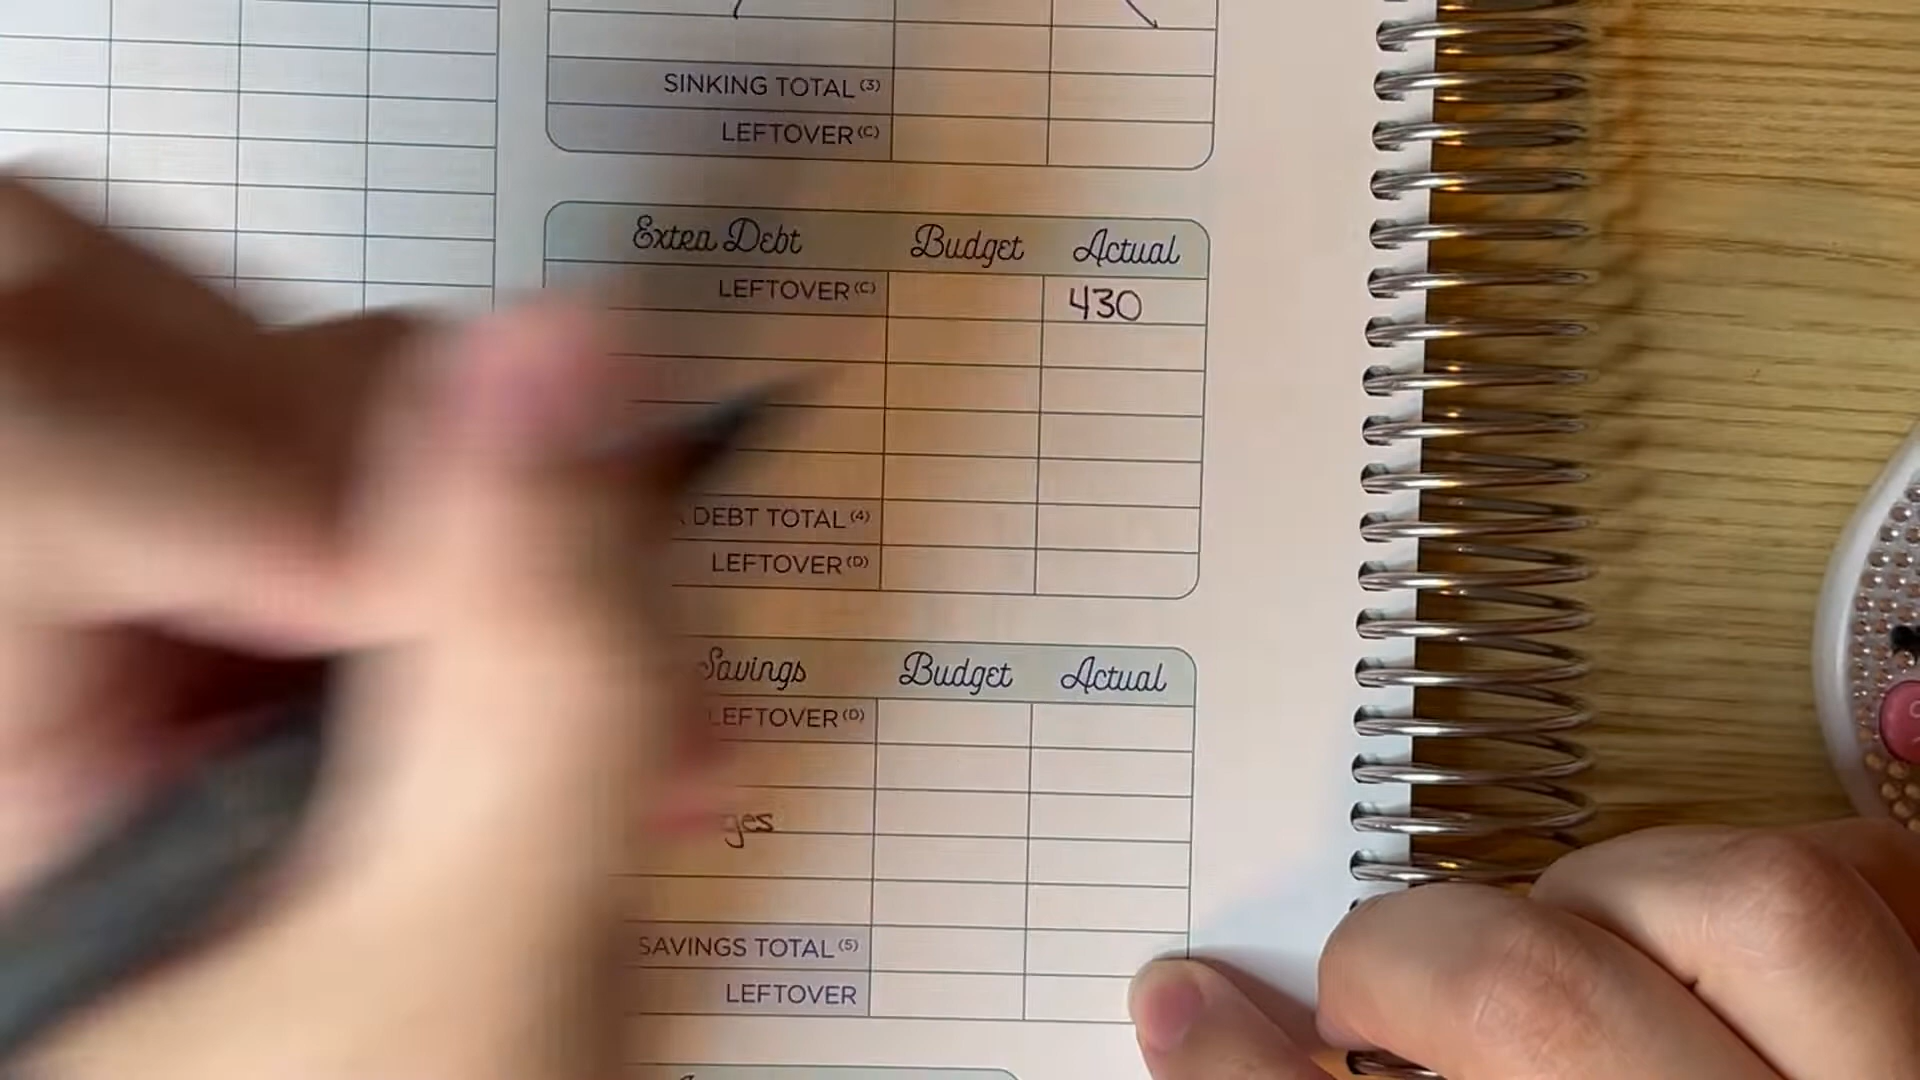 SINKING TOTAL (3)
LEFTOVER (C)
Extra Debt Budget Actual
LEFTOVER (C) 430
DEBT TOTAL (4)
LEFTOVER (D)
Savings Budget Actual
LEFTOVER (D)
SAVINGS TOTAL (5)
LEFTOVER